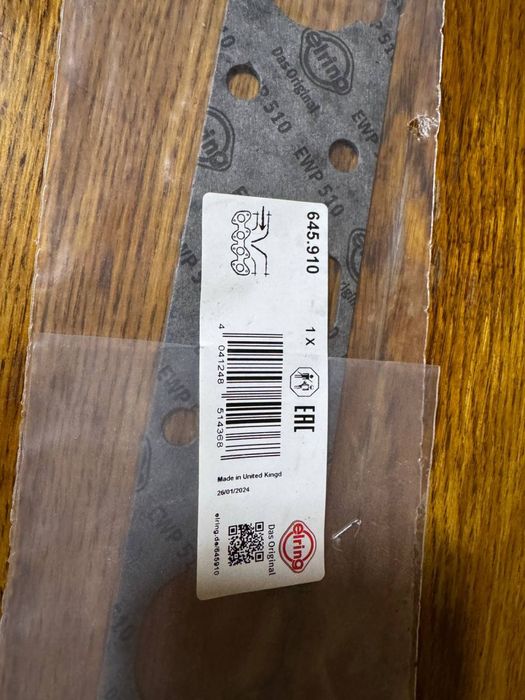 elring
Das Original
EWP 510
EWP 510
EWP 510
645.910
1 X
EAC
4 041248 514368
Made in United Kingd
26/01/2024
elring.de/645910
elring
Das Original